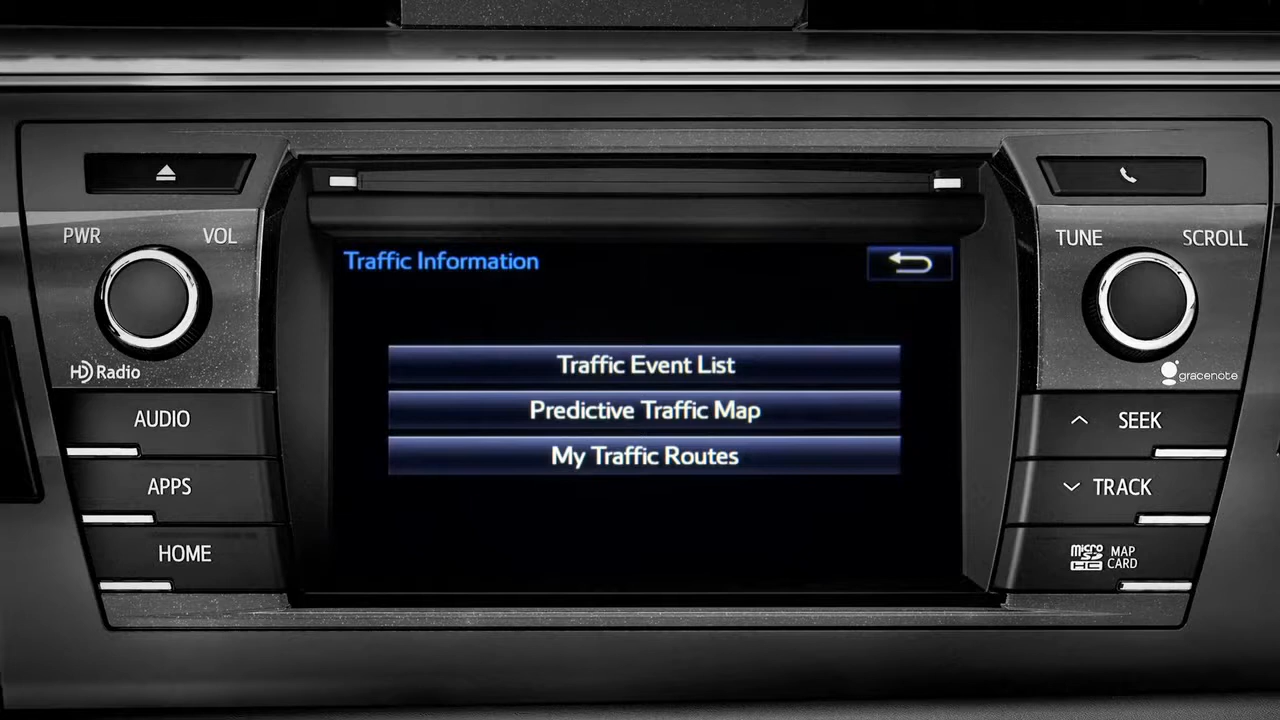 PWR VOL
TUNE SCROLL
Traffic Information
Traffic Event List
HD Radio
gracenote
Predictive Traffic Map
AUDIO
SEEK
My Traffic Routes
APPS
TRACK
HOME
micro SD HC
MAP
CARD